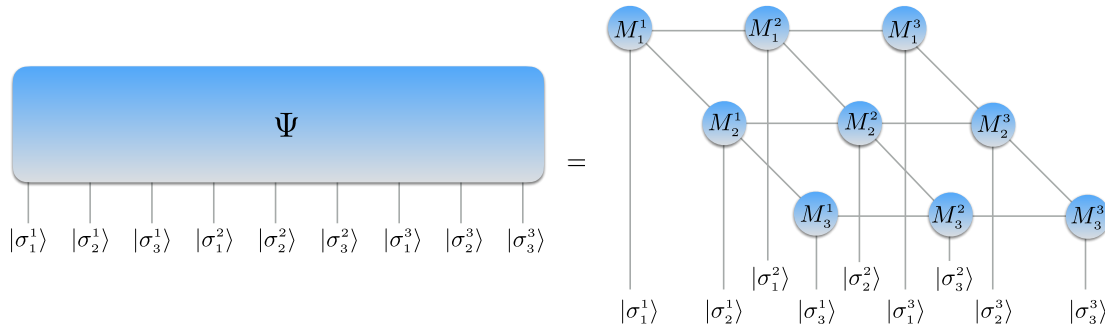 M₁¹ M₁² M₁³
Ψ
M₂¹ M₂² M₂³
=
M₃¹ M₃² M₃³
|σ₁¹⟩ |σ₂¹⟩ |σ₃¹⟩ |σ₁²⟩ |σ₂²⟩ |σ₃²⟩ |σ₁³⟩ |σ₂³⟩ |σ₃³⟩
|σ₁²⟩ |σ₂²⟩ |σ₃²⟩
|σ₁¹⟩ |σ₂¹⟩ |σ₃¹⟩ |σ₁³⟩ |σ₂³⟩ |σ₃³⟩